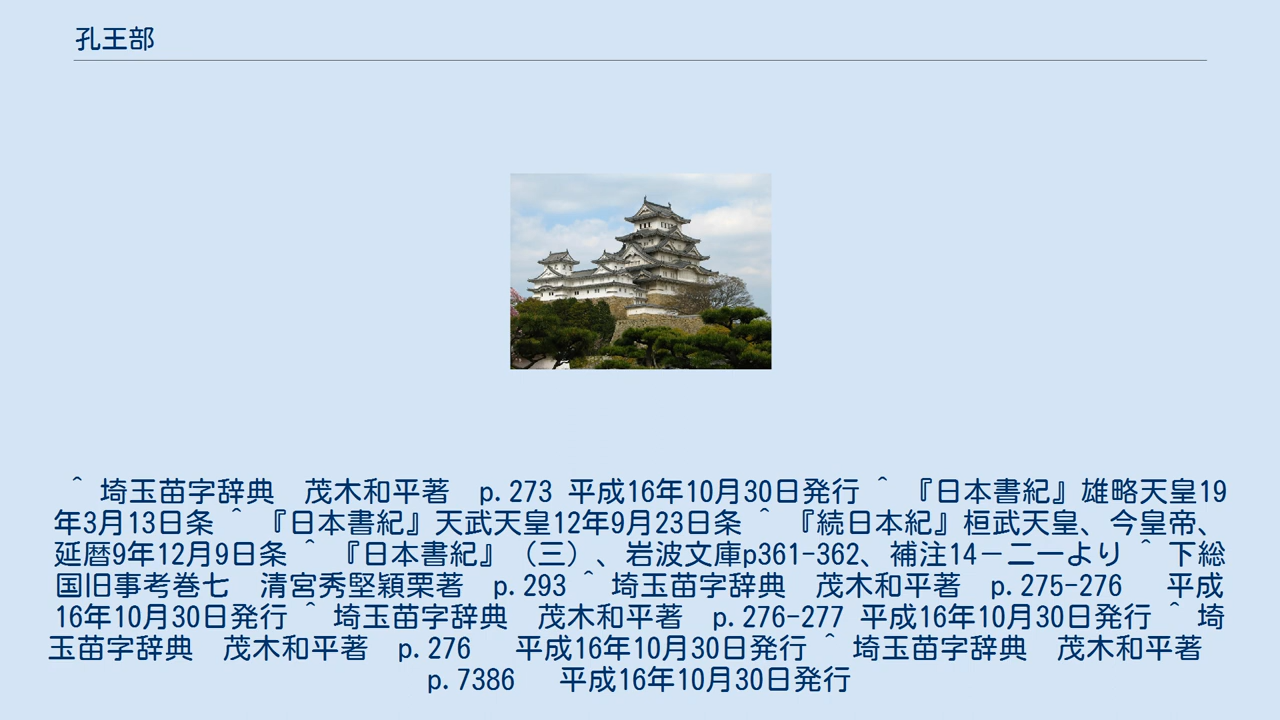 孔王部
^ 埼玉苗字辞典　茂木和平著　p.273 平成16年10月30日発行 ^ 『日本書紀』雄略天皇19
年3月13日条 ^ 『日本書紀』天武天皇12年9月23日条 ^ 『続日本紀』桓武天皇、今皇帝、
延暦9年12月9日条 ^ 『日本書紀』（三）、岩波文庫p361-362、補注14－二一より ^ 下総
国旧事考巻七　清宮秀堅穎栗著　p.293 ^ 埼玉苗字辞典　茂木和平著　p.275-276　 平成
16年10月30日発行 ^ 埼玉苗字辞典　茂木和平著　p.276-277 平成16年10月30日発行 ^ 埼
玉苗字辞典　茂木和平著　p.276　 平成16年10月30日発行 ^ 埼玉苗字辞典　茂木和平著
p.7386　 平成16年10月30日発行